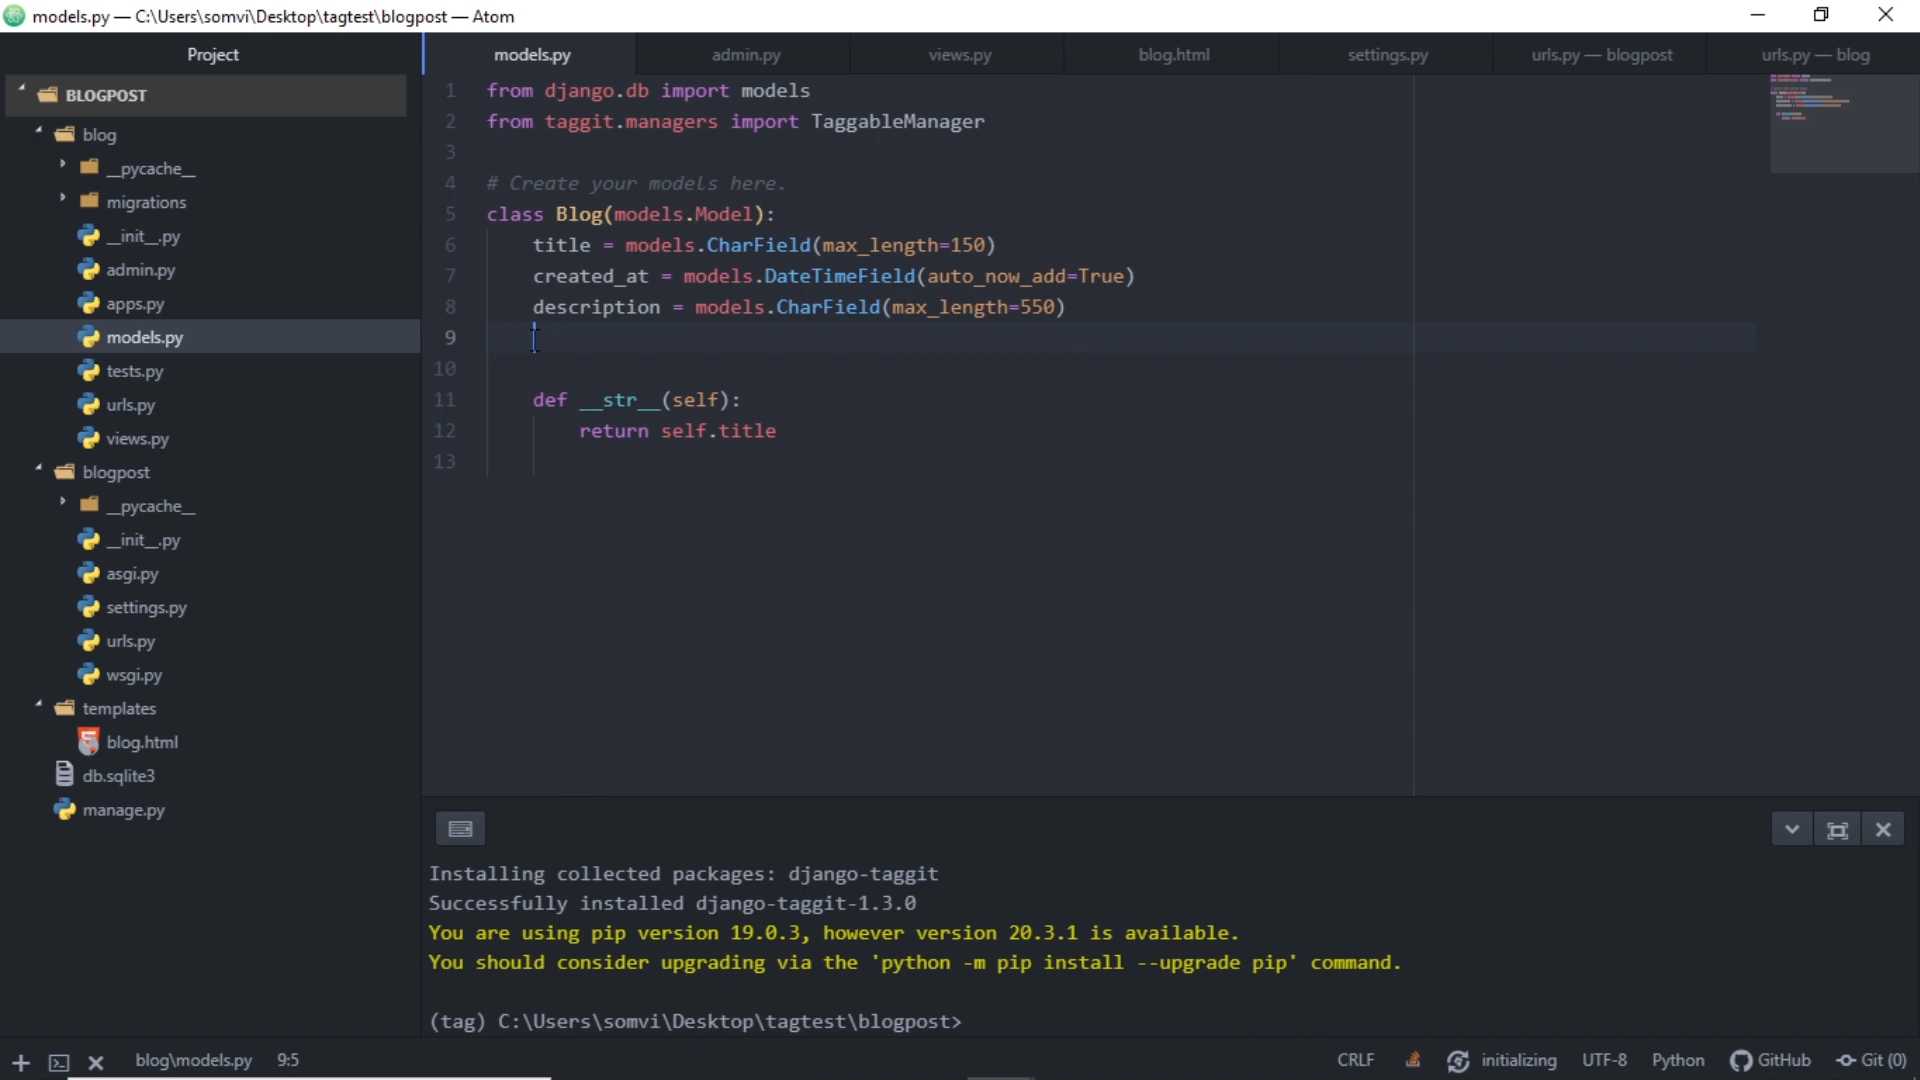 models.py — C:\Users\somvi\Desktop\tagtest\blogpost — Atom
Project
models.py admin.py views.py blog.html settings.py urls.py — blogpost urls.py — blog
BLOGPOST
blog
__pycache__
migrations
__init__.py
admin.py
apps.py
models.py
tests.py
urls.py
views.py
blogpost
__pycache__
__init__.py
asgi.py
settings.py
urls.py
wsgi.py
templates
blog.html
db.sqlite3
manage.py
1 from django.db import models
2 from taggit.managers import TaggableManager
3
4 # Create your models here.
5 class Blog(models.Model):
6 title = models.CharField(max_length=150)
7 created_at = models.DateTimeField(auto_now_add=True)
8 description = models.CharField(max_length=550)
9
10
11 def __str__(self):
12 return self.title
13
Installing collected packages: django-taggit
Successfully installed django-taggit-1.3.0
You are using pip version 19.0.3, however version 20.3.1 is available.
You should consider upgrading via the 'python -m pip install --upgrade pip' command.
(tag) C:\Users\somvi\Desktop\tagtest\blogpost>
blog\models.py 9:5 CRLF initializing UTF-8 Python GitHub Git (0)